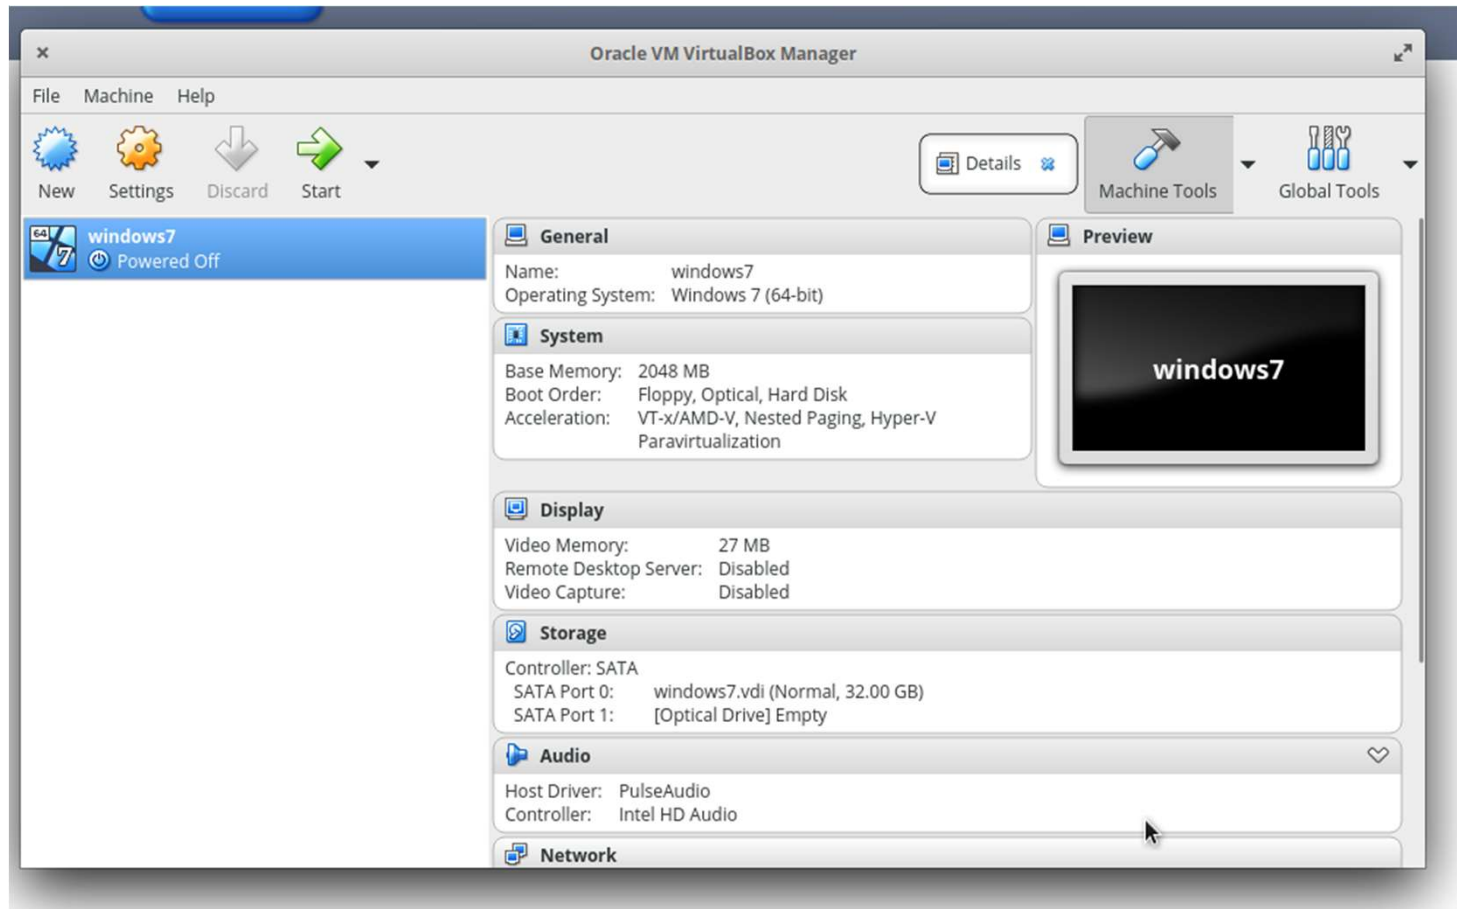 Oracle VM VirtualBox Manager
File Machine Help
New Settings Discard Start Details Machine Tools Global Tools
64 7
windows7
Powered Off
General
Name: windows7
Operating System: Windows 7 (64-bit)
System
Base Memory: 2048 MB
Boot Order: Floppy, Optical, Hard Disk
Acceleration: VT-x/AMD-V, Nested Paging, Hyper-V
Paravirtualization
Preview
windows7
Display
Video Memory: 27 MB
Remote Desktop Server: Disabled
Video Capture: Disabled
Storage
Controller: SATA
SATA Port 0: windows7.vdi (Normal, 32.00 GB)
SATA Port 1: [Optical Drive] Empty
Audio
Host Driver: PulseAudio
Controller: Intel HD Audio
Network